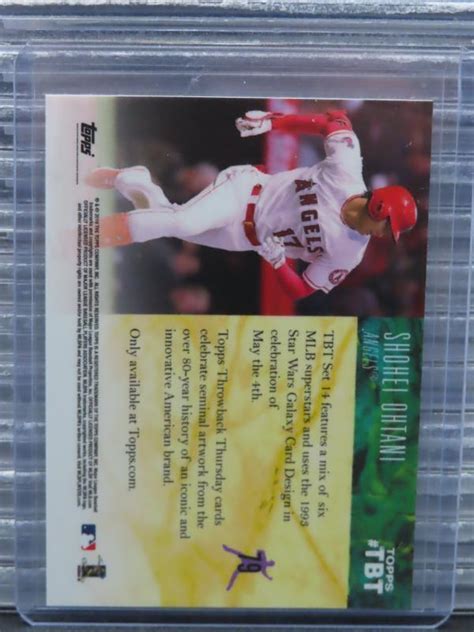 TOPPS
#TBT
SHOHEI OHTANI
ANGELS
TBT Set 14 features a mix of six
MLB superstars and uses the 1993
Star Wars Galaxy Card Design in
celebration of
May the 4th.
Topps Throwback Thursday cards
celebrate seminal artwork from the
over 80-year history of an iconic and
innovative American brand.
Only available at Topps.com.
79
ANGELS
17
Topps